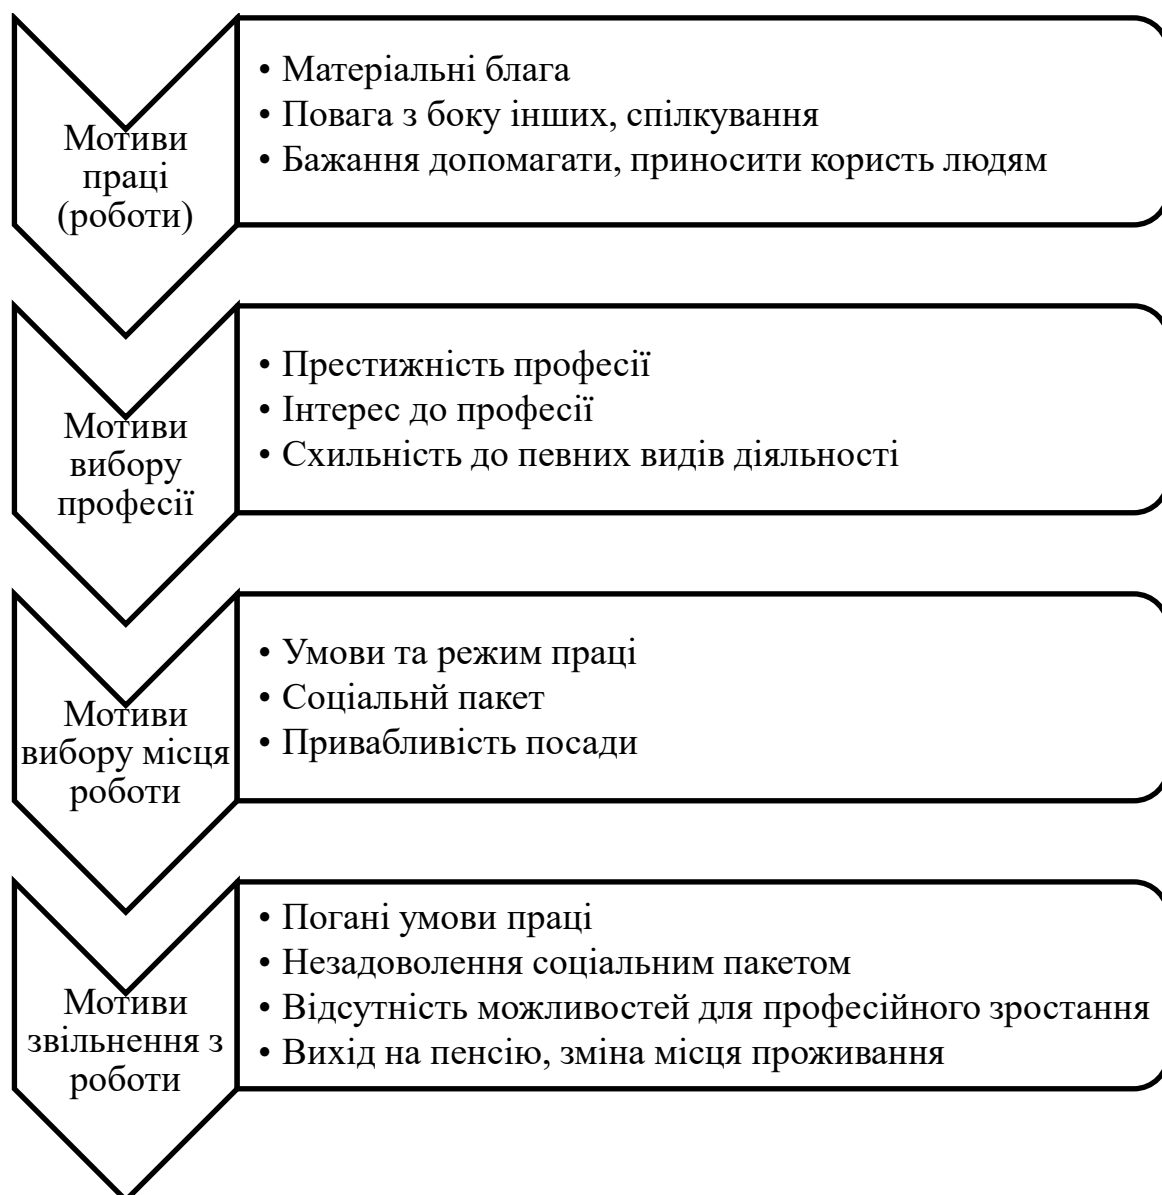 Мотиви
праці
(роботи)
• Матеріальні блага
• Повага з боку інших, спілкування
• Бажання допомагати, приносити користь людям
Мотиви
вибору
професії
• Престижність професії
• Інтерес до професії
• Схильність до певних видів діяльності
Мотиви
вибору місця
роботи
• Умови та режим праці
• Соціальнй пакет
• Привабливість посади
Мотиви
звільнення з
роботи
• Погані умови праці
• Незадоволення соціальним пакетом
• Відсутність можливостей для професійного зростання
• Вихід на пенсію, зміна місця проживання